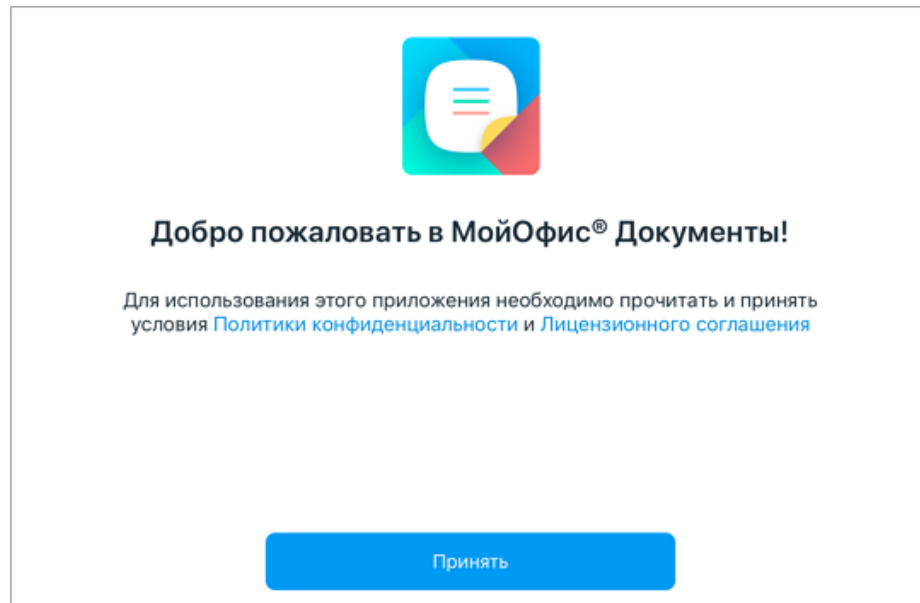 Добро пожаловать в МойОфис® Документы!
Для использования этого приложения необходимо прочитать и принять
условия Политики конфиденциальности и Лицензионного соглашения
Принять